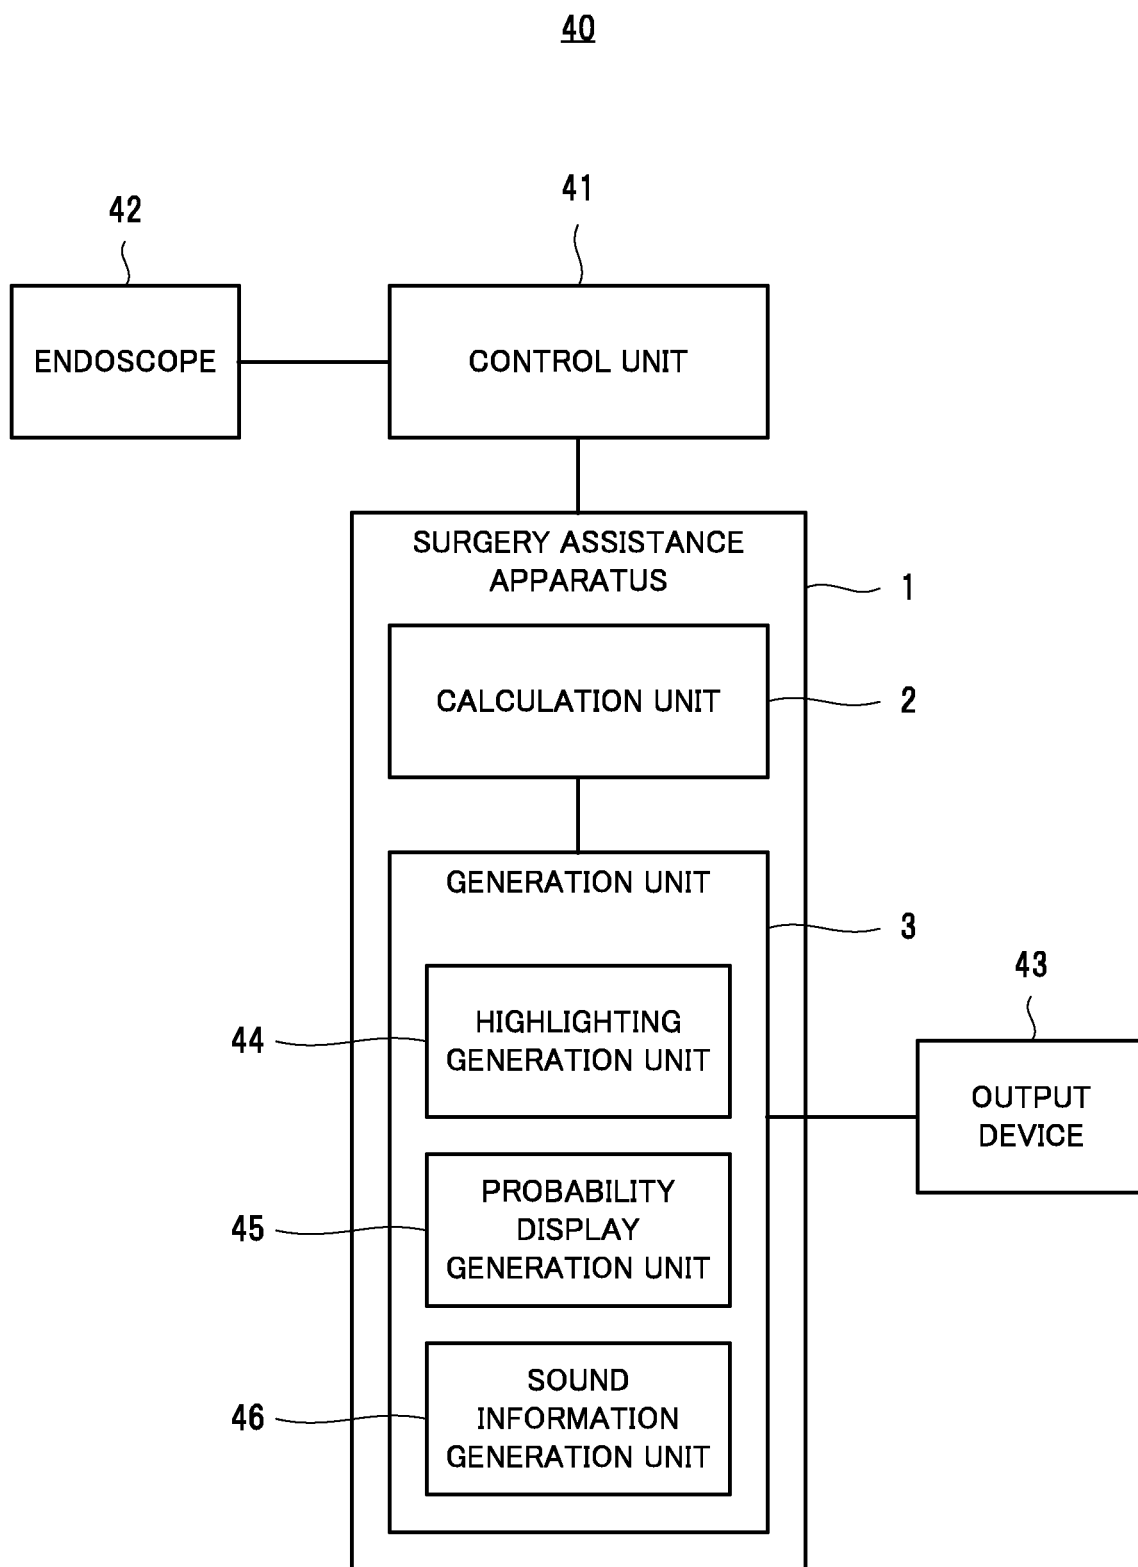 40
42
41
ENDOSCOPE
CONTROL UNIT
SURGERY ASSISTANCE
APPARATUS
1
CALCULATION UNIT
2
GENERATION UNIT
3
43
44
HIGHLIGHTING
GENERATION UNIT
OUTPUT
DEVICE
45
PROBABILITY
DISPLAY
GENERATION UNIT
46
SOUND
INFORMATION
GENERATION UNIT